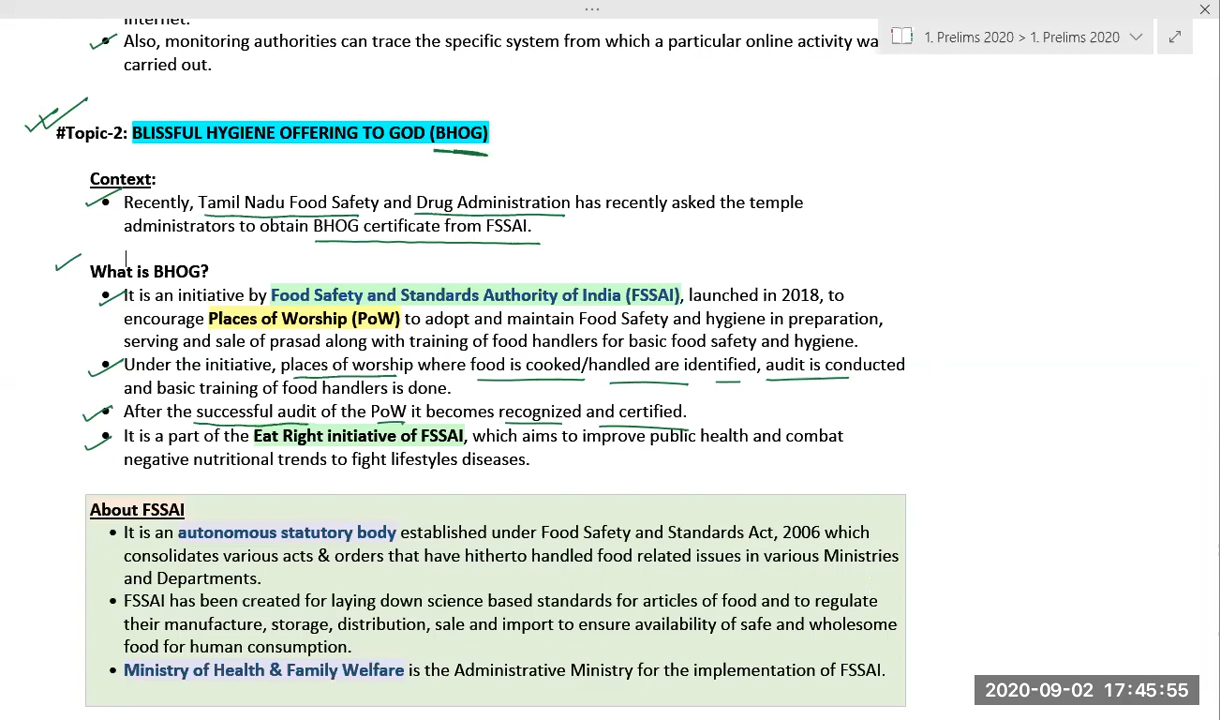 internet.
Also, monitoring authorities can trace the specific system from which a particular online activity wa
1. Prelims 2020 > 1. Prelims 2020
carried out.
#Topic-2: BLISSFUL HYGIENE OFFERING TO GOD (BHOG)
Context:
• Recently, Tamil Nadu Food Safety and Drug Administration has recently asked the temple
administrators to obtain BHOG certificate from FSSAI.
What is BHOG?
• It is an initiative by Food Safety and Standards Authority of India (FSSAI), launched in 2018, to
encourage Places of Worship (PoW) to adopt and maintain Food Safety and hygiene in preparation,
serving and sale of prasad along with training of food handlers for basic food safety and hygiene.
• Under the initiative, places of worship where food is cooked/handled are identified, audit is conducted
and basic training of food handlers is done.
• After the successful audit of the PoW it becomes recognized and certified.
• It is a part of the Eat Right initiative of FSSAI, which aims to improve public health and combat
negative nutritional trends to fight lifestyles diseases.
About FSSAI
• It is an autonomous statutory body established under Food Safety and Standards Act, 2006 which
consolidates various acts & orders that have hitherto handled food related issues in various Ministries
and Departments.
• FSSAI has been created for laying down science based standards for articles of food and to regulate
their manufacture, storage, distribution, sale and import to ensure availability of safe and wholesome
food for human consumption.
• Ministry of Health & Family Welfare is the Administrative Ministry for the implementation of FSSAI.
2020-09-02 17:45:55